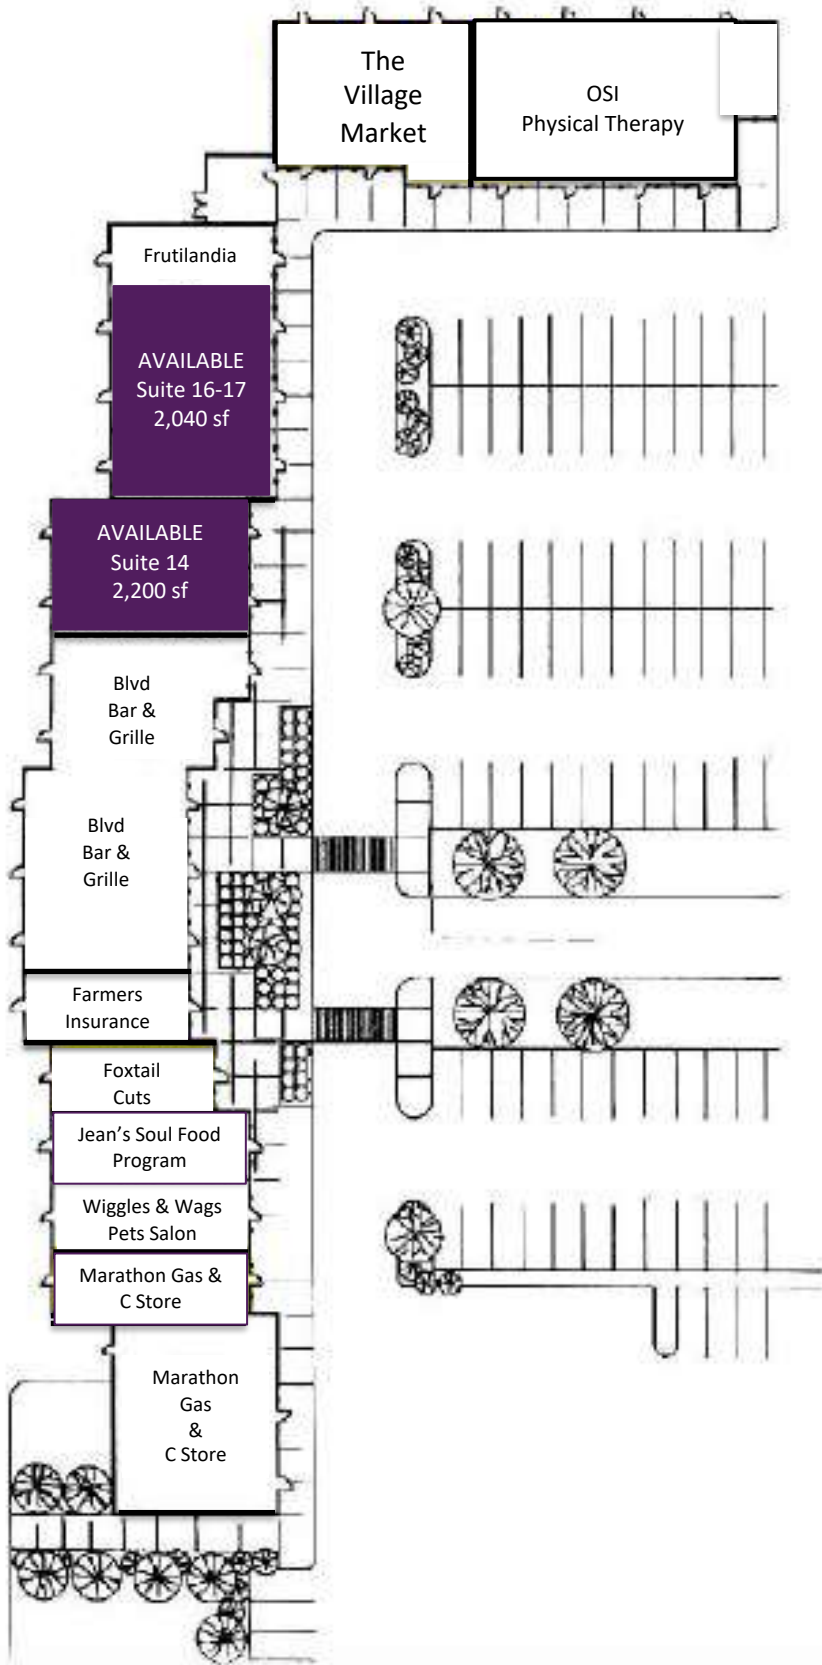 The
Village
Market
OSI
Physical Therapy
Frutilandia
AVAILABLE
Suite 16-17
2,040 sf
AVAILABLE
Suite 14
2,200 sf
Blvd
Bar &
Grille
Blvd
Bar &
Grille
Farmers
Insurance
Foxtail
Cuts
Jean’s Soul Food
Program
Wiggles & Wags
Pets Salon
Marathon Gas &
C Store
Marathon
Gas
&
C Store